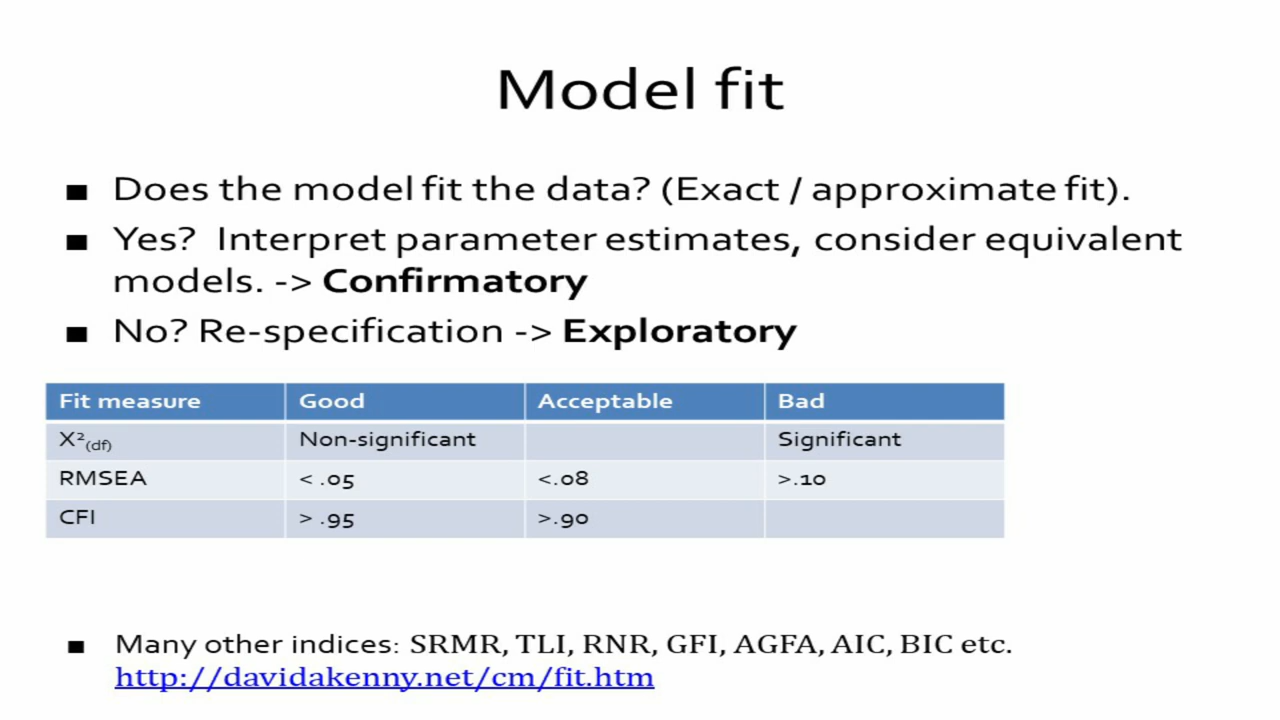 Model fit
Does the model fit the data? (Exact / approximate fit).
Yes? Interpret parameter estimates, consider equivalent
models. -> Confirmatory
No? Re-specification -> Exploratory
Fit measure Good Acceptable Bad
X²(df) Non-significant Significant
RMSEA < .05 <.08 >.10
CFI > .95 >.90
Many other indices: SRMR, TLI, RNR, GFI, AGFA, AIC, BIC etc.
http://davidakenny.net/cm/fit.htm